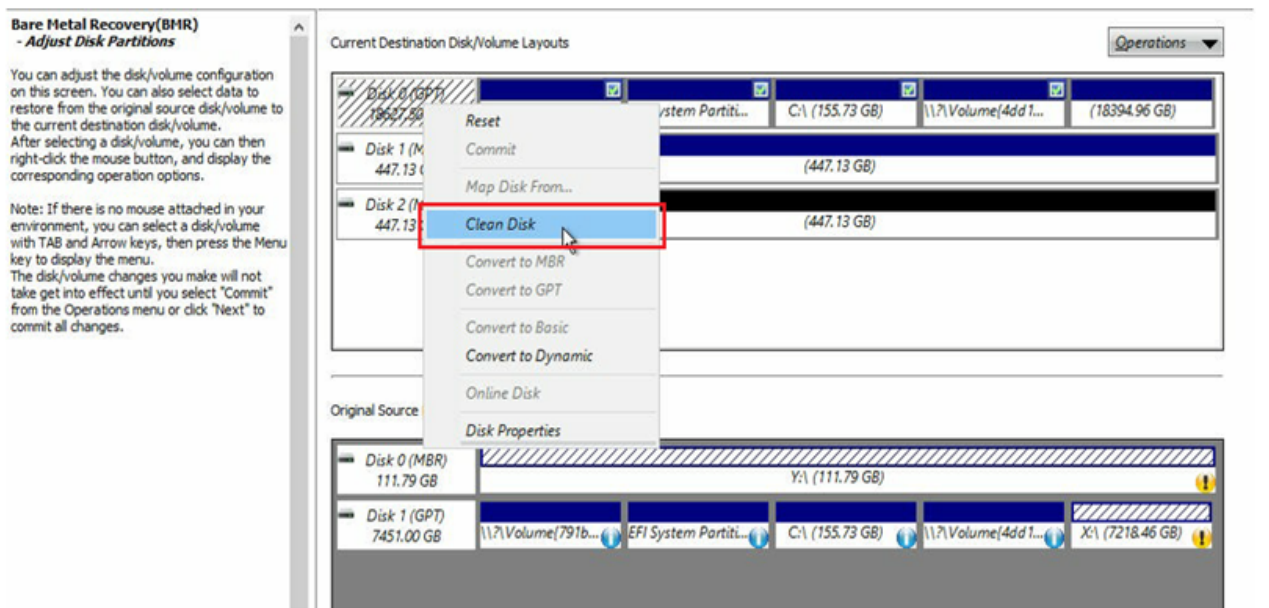 Bare Metal Recovery(BMR)
- Adjust Disk Partitions
You can adjust the disk/volume configuration
on this screen. You can also select data to
restore from the original source disk/volume to
the current destination disk/volume.
After selecting a disk/volume, you can then
right-click the mouse button, and display the
corresponding operation options.
Note: If there is no mouse attached in your
environment, you can select a disk/volume
with TAB and Arrow keys, then press the Menu
key to display the menu.
The disk/volume changes you make will not
take get into effect until you select "Commit"
from the Operations menu or click "Next" to
commit all changes.
Current Destination Disk/Volume Layouts
Operations
Disk 0 (GPT)
ystem Partiti...
C:\ (155.73 GB)
\\?\Volume{4dd1...
(18394.96 GB)
Disk 1 (M
447.13
(447.13 GB)
Disk 2 (M
447.13
(447.13 GB)
Reset
Commit
Map Disk From...
Clean Disk
Convert to MBR
Convert to GPT
Convert to Basic
Convert to Dynamic
Online Disk
Disk Properties
Original Source
Disk 0 (MBR)
111.79 GB
Y:\ (111.79 GB)
Disk 1 (GPT)
7451.00 GB
\\?\Volume{791b...
EFI System Partiti...
C:\ (155.73 GB)
\\?\Volume{4dd1...
X:\ (7218.46 GB)